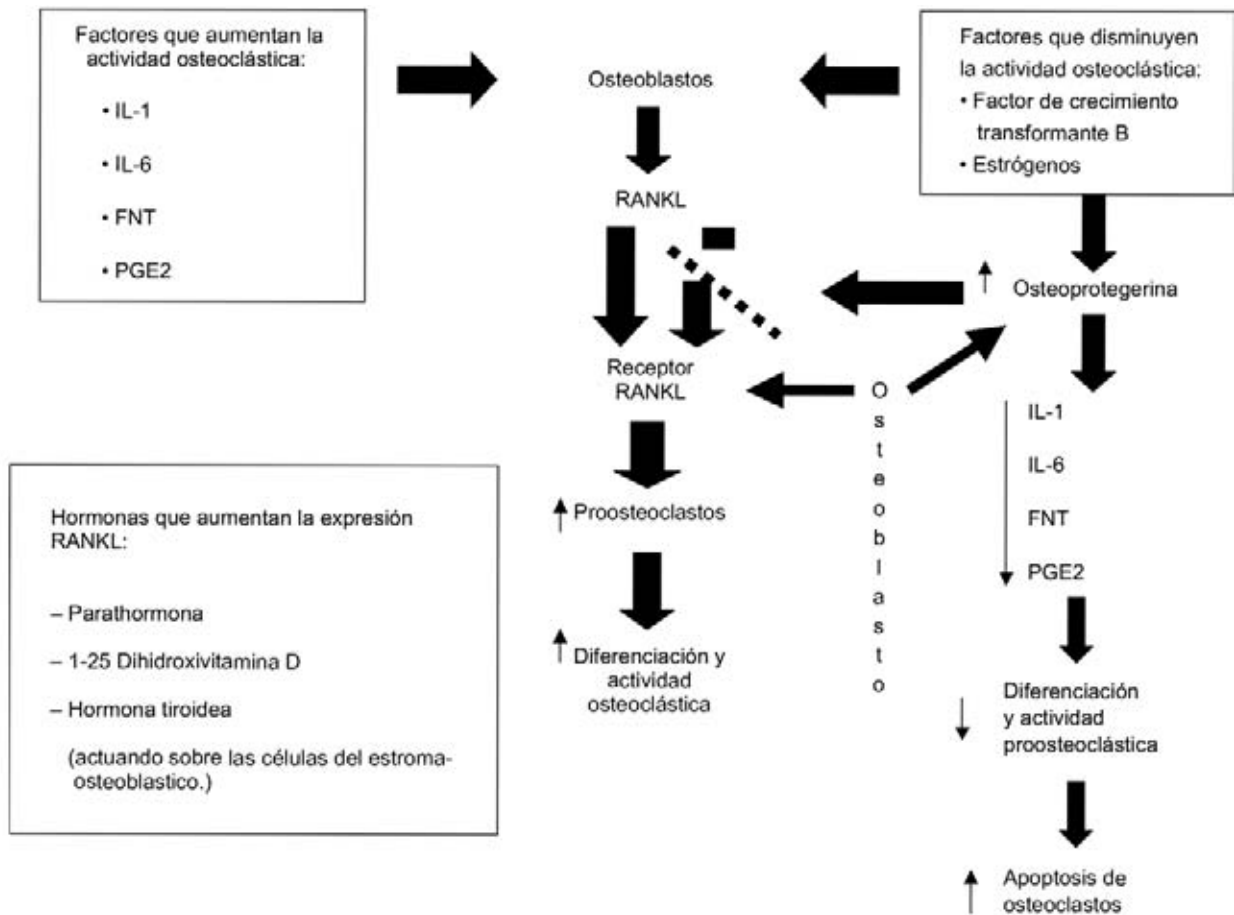 Factores que aumentan la
actividad osteoclástica:
• IL-1
• IL-6
• FNT
• PGE2
Osteoblastos
RANKL
Receptor
RANKL
Proosteoclastos
Diferenciación y
actividad
osteoclástica
Osteoblasto
Factores que disminuyen
la actividad osteoclástica:
• Factor de crecimiento
transformante B
• Estrógenos
Osteoprotegerina
IL-1
IL-6
FNT
PGE2
Diferenciación
y actividad
proosteoclástica
Apoptosis de
osteoclastos
Hormonas que aumentan la expresión
RANKL:
– Parathormona
– 1-25 Dihidroxivitamina D
– Hormona tiroidea
(actuando sobre las células del estroma-
osteoblastico.)